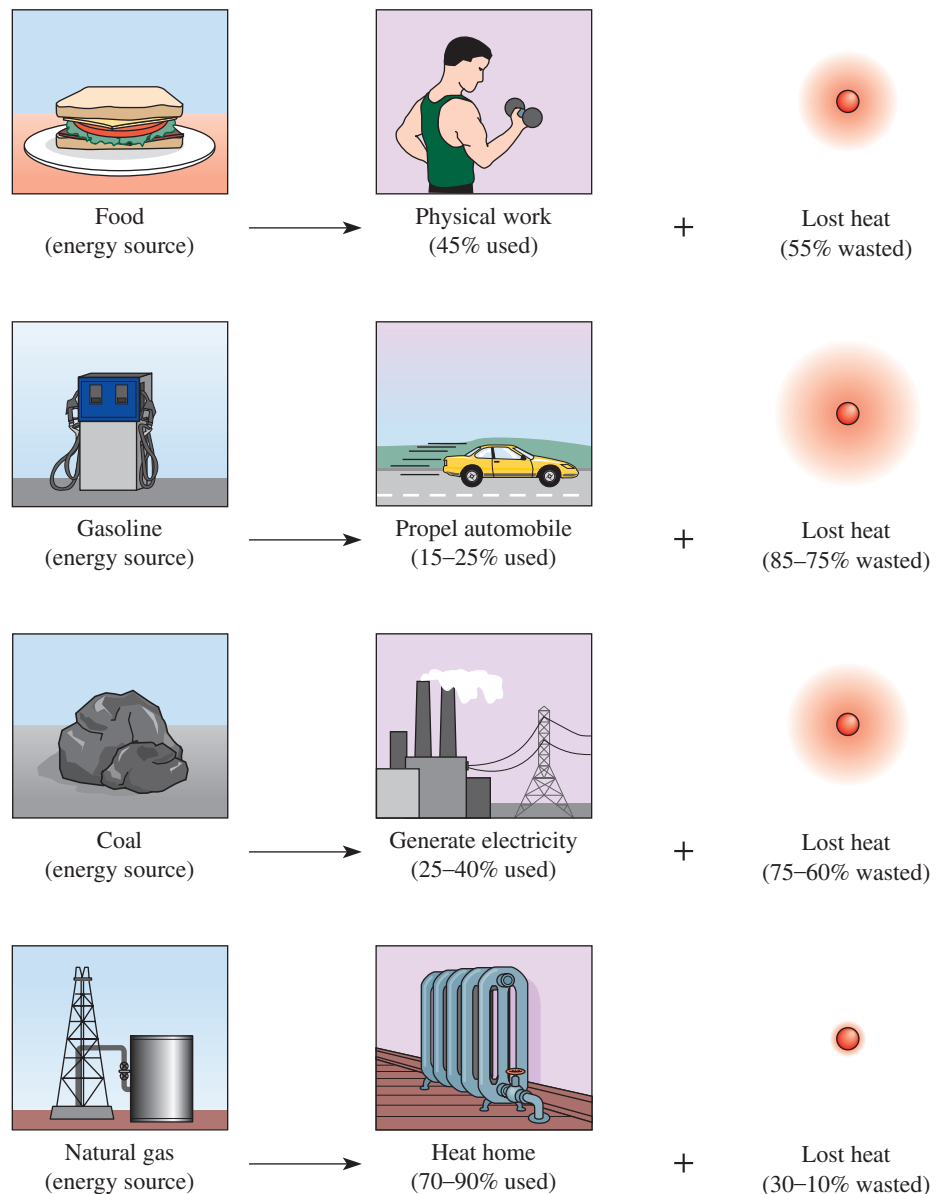 Food
(energy source)
Physical work
(45% used)
+
Lost heat
(55% wasted)
Gasoline
(energy source)
Propel automobile
(15–25% used)
+
Lost heat
(85–75% wasted)
Coal
(energy source)
Generate electricity
(25–40% used)
+
Lost heat
(75–60% wasted)
Natural gas
(energy source)
Heat home
(70–90% used)
+
Lost heat
(30–10% wasted)